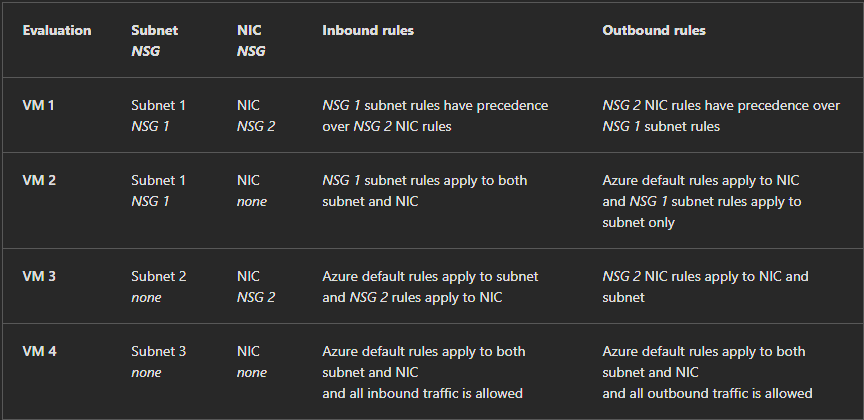 Evaluation Subnet NIC Inbound rules Outbound rules
NSG NSG
VM 1 Subnet 1 NIC NSG 1 subnet rules have precedence NSG 2 NIC rules have precedence over
NSG 1 NSG 2 over NSG 2 NIC rules NSG 1 subnet rules
VM 2 Subnet 1 NIC NSG 1 subnet rules apply to both Azure default rules apply to NIC
NSG 1 none subnet and NIC and NSG 1 subnet rules apply to
subnet only
VM 3 Subnet 2 NIC Azure default rules apply to subnet NSG 2 NIC rules apply to NIC and
none NSG 2 and NSG 2 rules apply to NIC subnet
VM 4 Subnet 3 NIC Azure default rules apply to both Azure default rules apply to both
none none subnet and NIC subnet and NIC
and all inbound traffic is allowed and all outbound traffic is allowed